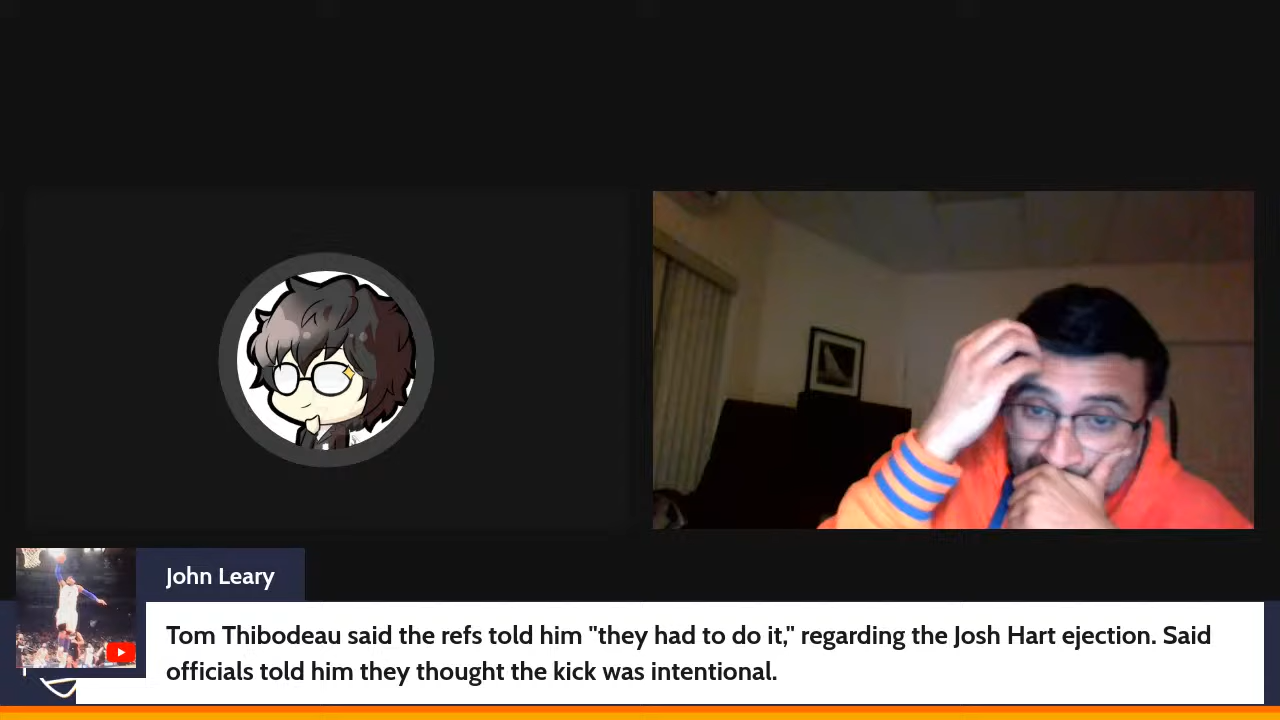 John Leary
Tom Thibodeau said the refs told him "they had to do it," regarding the Josh Hart ejection. Said
officials told him they thought the kick was intentional.